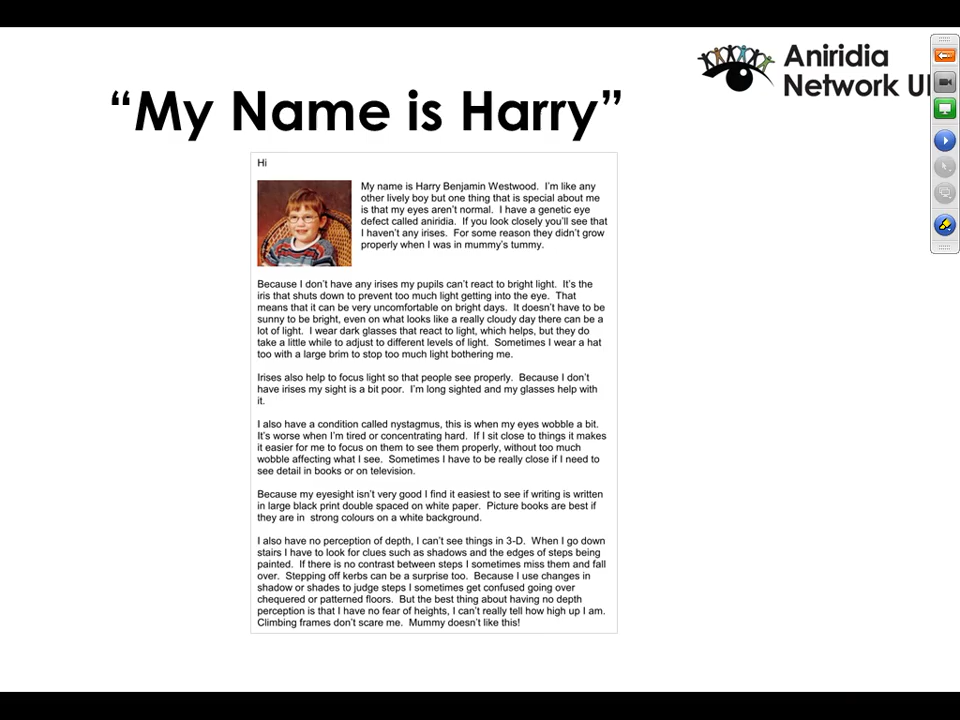 Aniridia
Network U
“My Name is Harry”
Hi
My name is Harry Benjamin Westwood.  I’m like any
other lively boy but one thing that is special about me
is that my eyes aren’t normal.  I have a genetic eye
defect called aniridia.  If you look closely you’ll see that
I haven’t any irises.  For some reason they didn’t grow
properly when I was in mummy’s tummy.
Because I don’t have any irises my pupils can’t react to bright light.  It’s the
iris that shuts down to prevent too much light getting into the eye.  That
means that it can be very uncomfortable on bright days.  It doesn’t have to be
sunny to be bright, even on what looks like a really cloudy day there can be a
lot of light.  I wear dark glasses that react to light, which helps, but they do
take a little while to adjust to different levels of light.  Sometimes I wear a hat
too with a large brim to stop too much light bothering me.
Irises also help to focus light so that people see properly.  Because I don’t
have irises my sight is a bit poor.  I’m long sighted and my glasses help with
it.
I also have a condition called nystagmus, this is when my eyes wobble a bit.
It’s worse when I’m tired or concentrating hard.  If I sit close to things it makes
it easier for me to focus on them to see them properly, without too much
wobble affecting what I see.  Sometimes I have to be really close if I need to
see detail in books or on television.
Because my eyesight isn’t very good I find it easiest to see if writing is written
in large black print double spaced on white paper.  Picture books are best if
they are in  strong colours on a white background.
I also have no perception of depth, I can’t see things in 3-D.  When I go down
stairs I have to look for clues such as shadows and the edges of steps being
painted.  If there is no contrast between steps I sometimes miss them and fall
over.  Stepping off kerbs can be a surprise too.  Because I use changes in
shadow or shades to judge steps I sometimes get confused going over
chequered or patterned floors.  But the best thing about having no depth
perception is that I have no fear of heights, I can’t really tell how high up I am.
Climbing frames don’t scare me.  Mummy doesn’t like this!